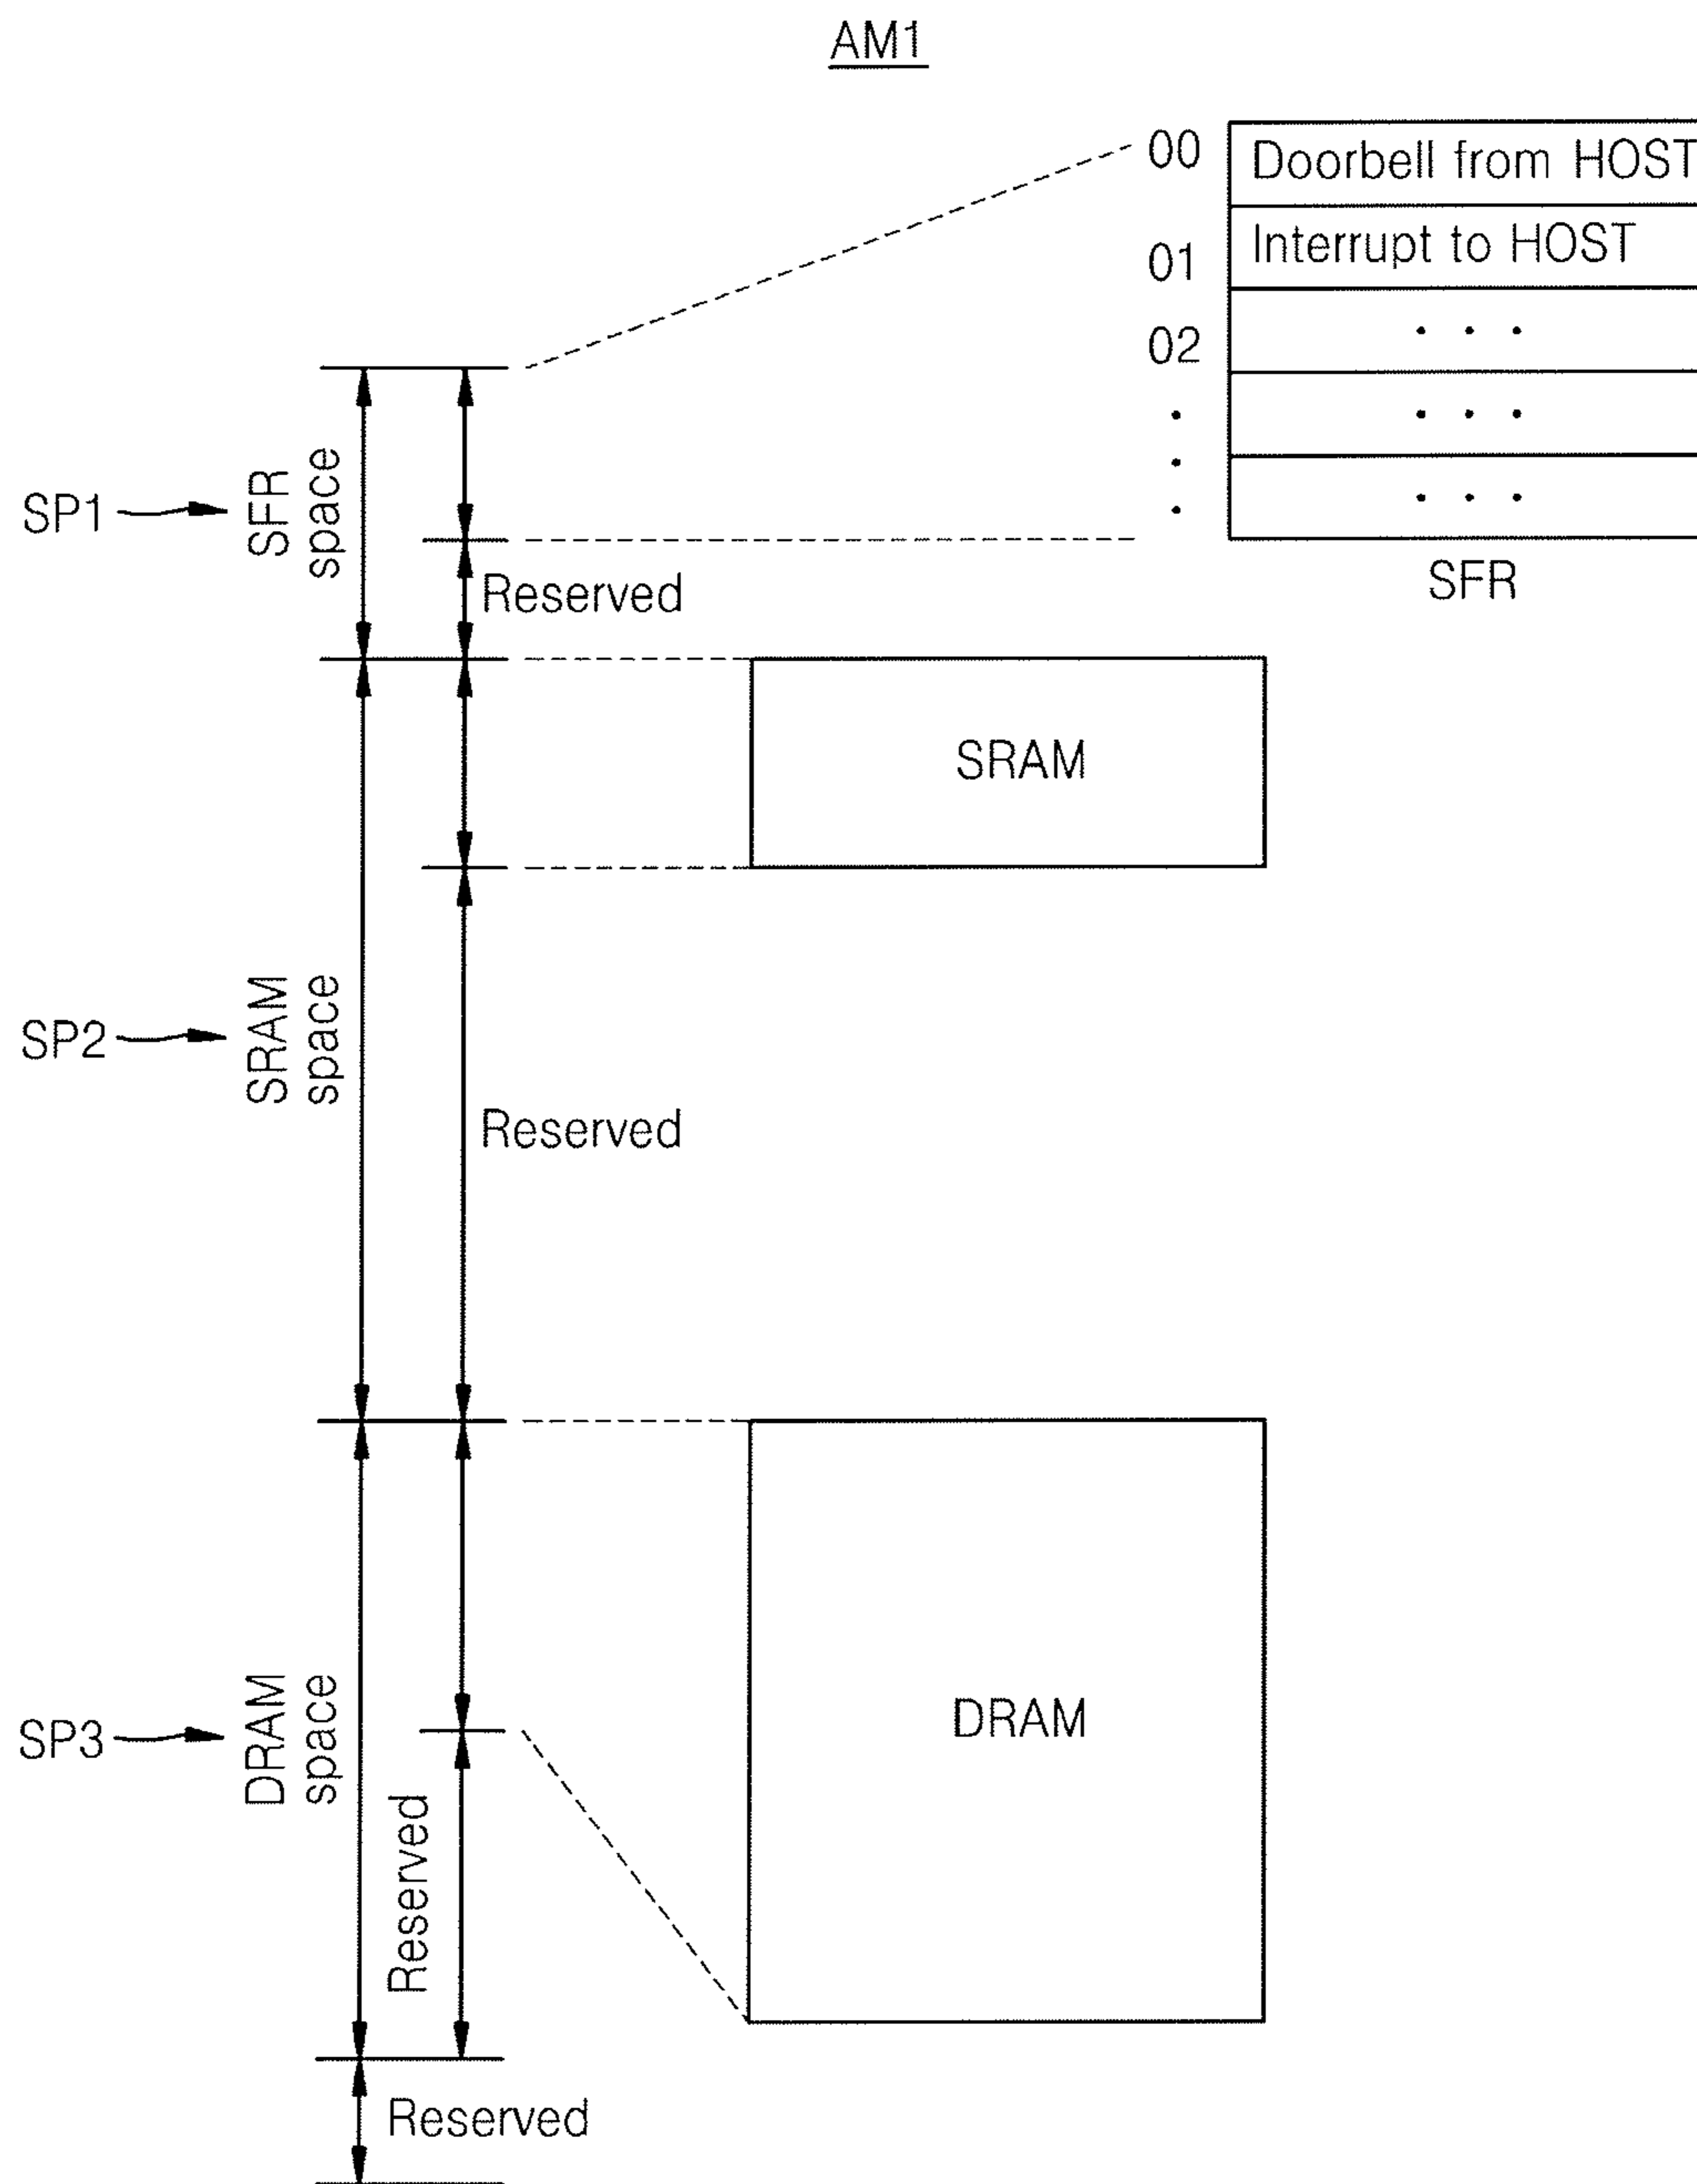 AM1
00 Doorbell from HOST
01 Interrupt to HOST
02 . . .
. . . .
. . . .
SFR
SP1
SFR
space
Reserved
SRAM
SP2
SRAM
space
Reserved
SP3
DRAM
space
DRAM
Reserved
Reserved